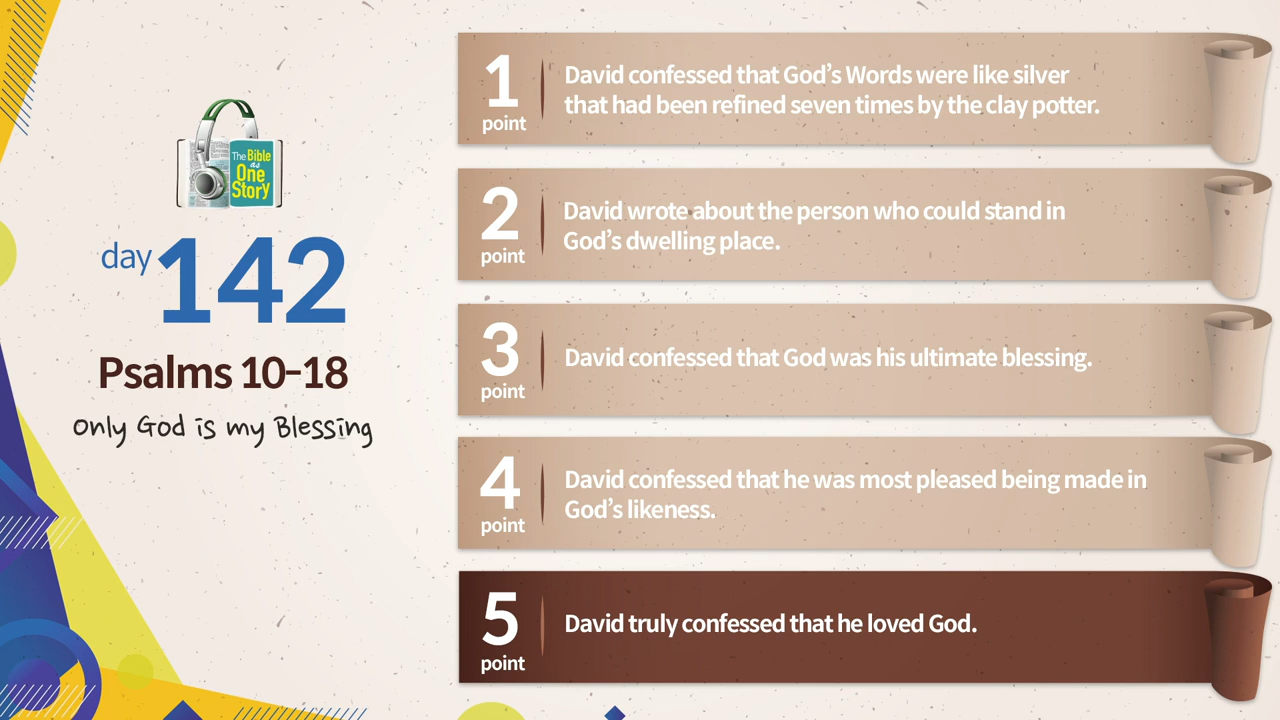 The Bible
as
One
Story
day 142
Psalms 10-18
Only God is my Blessing
1
point
David confessed that God's Words were like silver
that had been refined seven times by the clay potter.
2
point
David wrote about the person who could stand in
God's dwelling place.
3
point
David confessed that God was his ultimate blessing.
4
point
David confessed that he was most pleased being made in
God's likeness.
5
point
David truly confessed that he loved God.